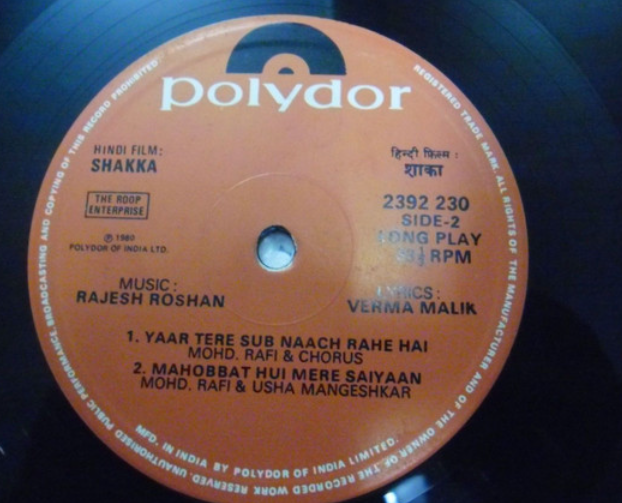 polydor
HINDI FILM:
SHAKKA
हिन्दी फ़िल्म :
शाका
THE ROOP
ENTERPRISE
2392 230
SIDE-2
LONG PLAY
33⅓ RPM
Ⓟ 1980
POLYDOR OF INDIA LTD.
MUSIC :
RAJESH ROSHAN
LYRICS :
VERMA MALIK
1. YAAR TERE SUB NAACH RAHE HAI
MOHD. RAFI & CHORUS
2. MAHOBBAT HUI MERE SAIYAAN
MOHD. RAFI & USHA MANGESHKAR
MFD. IN INDIA BY POLYDOR OF INDIA LIMITED.
REGISTERED TRADE MARK. ALL RIGHTS OF THE MANUFACTURER AND OF THE OWNER OF THE RECORDED WORK RESERVED. UNAUTHORISED PUBLIC PERFORMANCE, BROADCASTING AND COPYING OF THIS RECORD PROHIBITED.